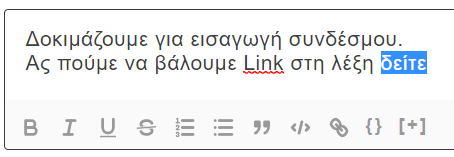 Δοκιμάζουμε για εισαγωγή συνδέσμου.
Ας πούμε να βάλουμε Link στη λέξη δείτε
B I U S {} [+]